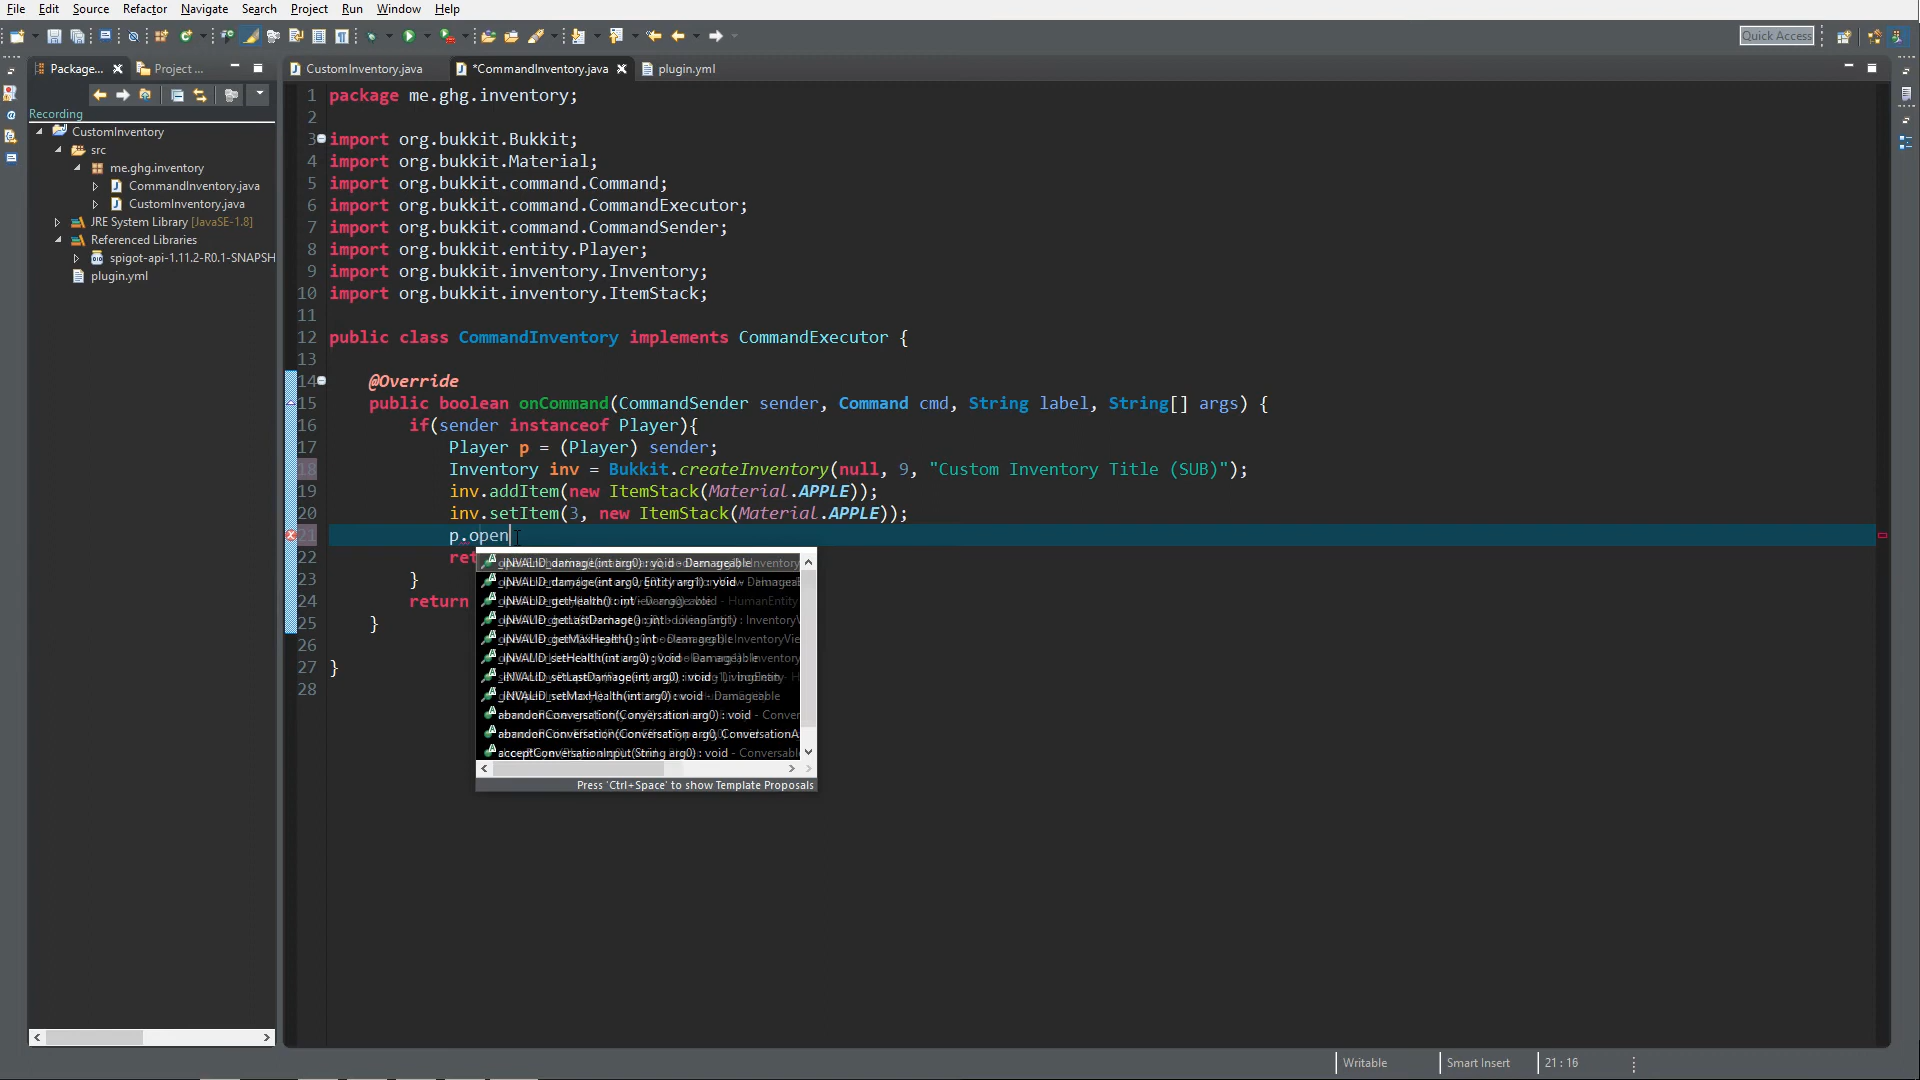 File Edit Source Refactor Navigate Search Project Run Window Help
Quick Access
Package... Project ...
CustomInventory.java *CommandInventory.java plugin.yml
Recording
CustomInventory
src
me.ghg.inventory
CommandInventory.java
CustomInventory.java
JRE System Library [JavaSE-1.8]
Referenced Libraries
spigot-api-1.11.2-R0.1-SNAPSH
plugin.yml
1 package me.ghg.inventory;
2
3 import org.bukkit.Bukkit;
4 import org.bukkit.Material;
5 import org.bukkit.command.Command;
6 import org.bukkit.command.CommandExecutor;
7 import org.bukkit.command.CommandSender;
8 import org.bukkit.entity.Player;
9 import org.bukkit.inventory.Inventory;
10 import org.bukkit.inventory.ItemStack;
11
12 public class CommandInventory implements CommandExecutor {
13
14 @Override
15 public boolean onCommand(CommandSender sender, Command cmd, String label, String[] args) {
16 if(sender instanceof Player){
17 Player p = (Player) sender;
18 Inventory inv = Bukkit.createInventory(null, 9, "Custom Inventory Title (SUB)");
19 inv.addItem(new ItemStack(Material.APPLE));
20 inv.setItem(3, new ItemStack(Material.APPLE));
21 p.open
22 ret
23 }
24 return
25 }
26
27 }
28
_INVALID_damage(int arg0) : void - Damageable
_INVALID_damage(int arg0, Entity arg1) : void - Damageab
_INVALID_getHealth() : int - Damageable
_INVALID_getLastDamage() : int - LivingEntity
_INVALID_getMaxHealth() : int - Damageable
_INVALID_setHealth(int arg0) : void - Damageable
_INVALID_setLastDamage(int arg0) : void - LivingEntity
_INVALID_setMaxHealth(int arg0) : void - Damageable
abandonConversation(Conversation arg0) : void - Conver
abandonConversation(Conversation arg0, ConversationA
acceptConversationInput(String arg0) : void - Conversabl
Press 'Ctrl+Space' to show Template Proposals
Writable Smart Insert 21 : 16